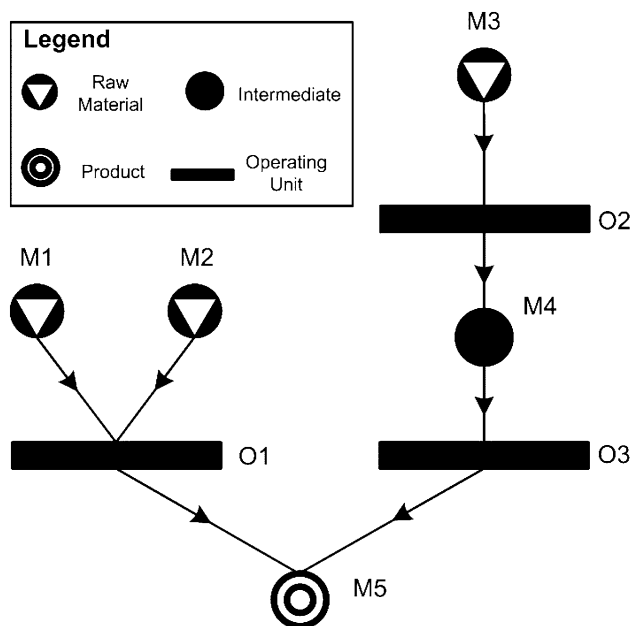 Legend
Raw
Material
Intermediate
Product
Operating
Unit
M3
O2
M1
M2
M4
O1
O3
M5